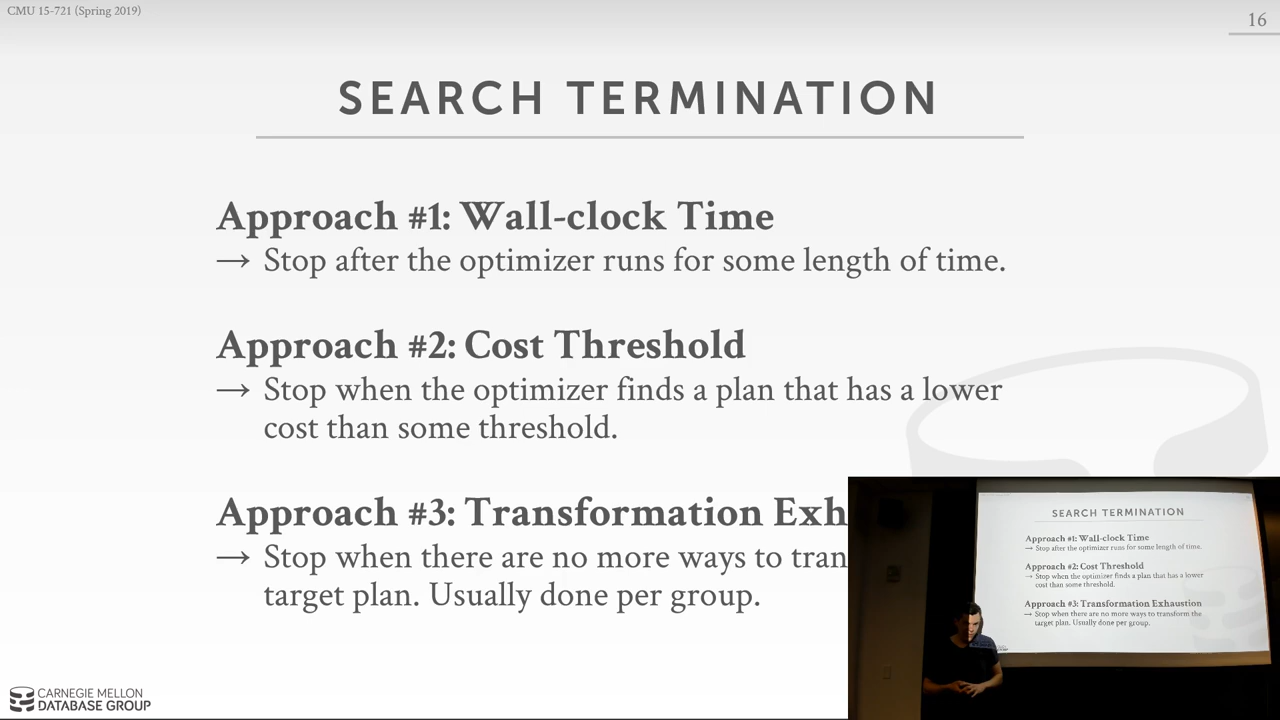 CMU 15-721 (Spring 2019)
16
SEARCH TERMINATION
Approach #1: Wall-clock Time
→ Stop after the optimizer runs for some length of time.
Approach #2: Cost Threshold
→ Stop when the optimizer finds a plan that has a lower
cost than some threshold.
Approach #3: Transformation Exh
→ Stop when there are no more ways to tran
target plan. Usually done per group.
SEARCH TERMINATION
Approach #1: Wall-clock Time
→ Stop after the optimizer runs for some length of time.
Approach #2: Cost Threshold
→ Stop when the optimizer finds a plan that has a lower
cost than some threshold.
Approach #3: Transformation Exhaustion
→ Stop when there are no more ways to transform the
target plan. Usually done per group.
CARNEGIE MELLON
DATABASE GROUP